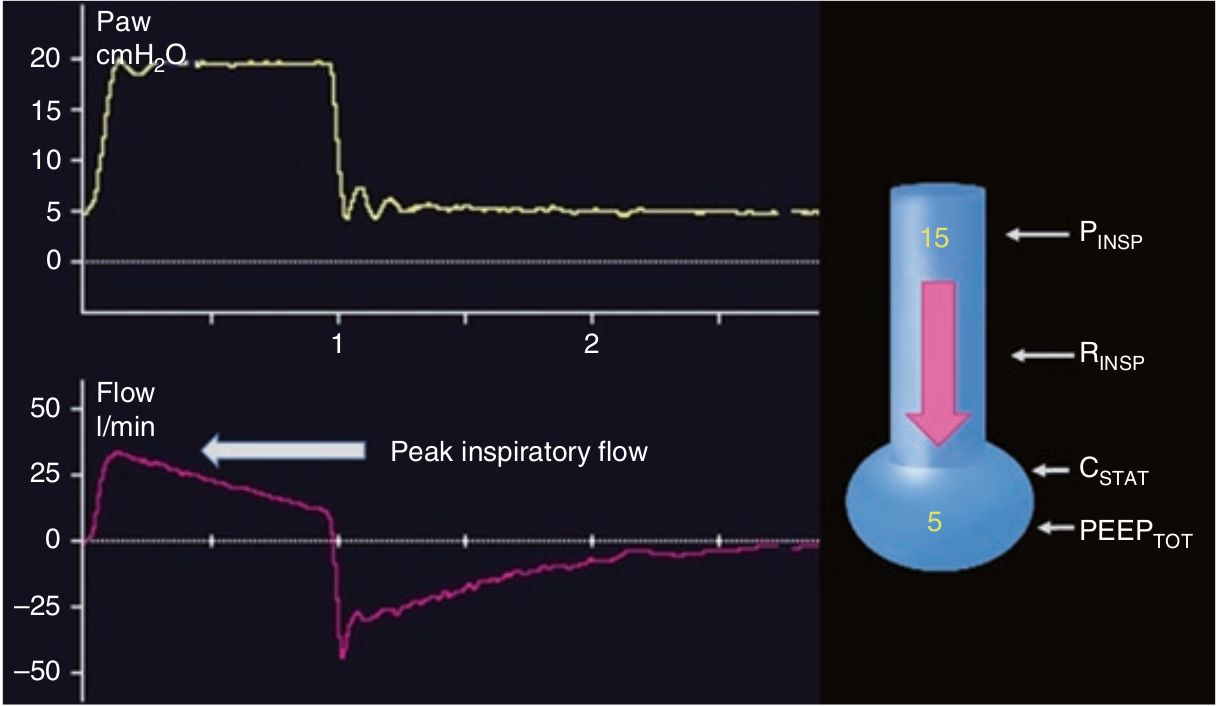 Paw
cmH2O
20
15
10
5
0
1
2
Flow
l/min
50
25
0
–25
–50
Peak inspiratory flow
15
5
PINSP
RINSP
CSTAT
PEEPTOT